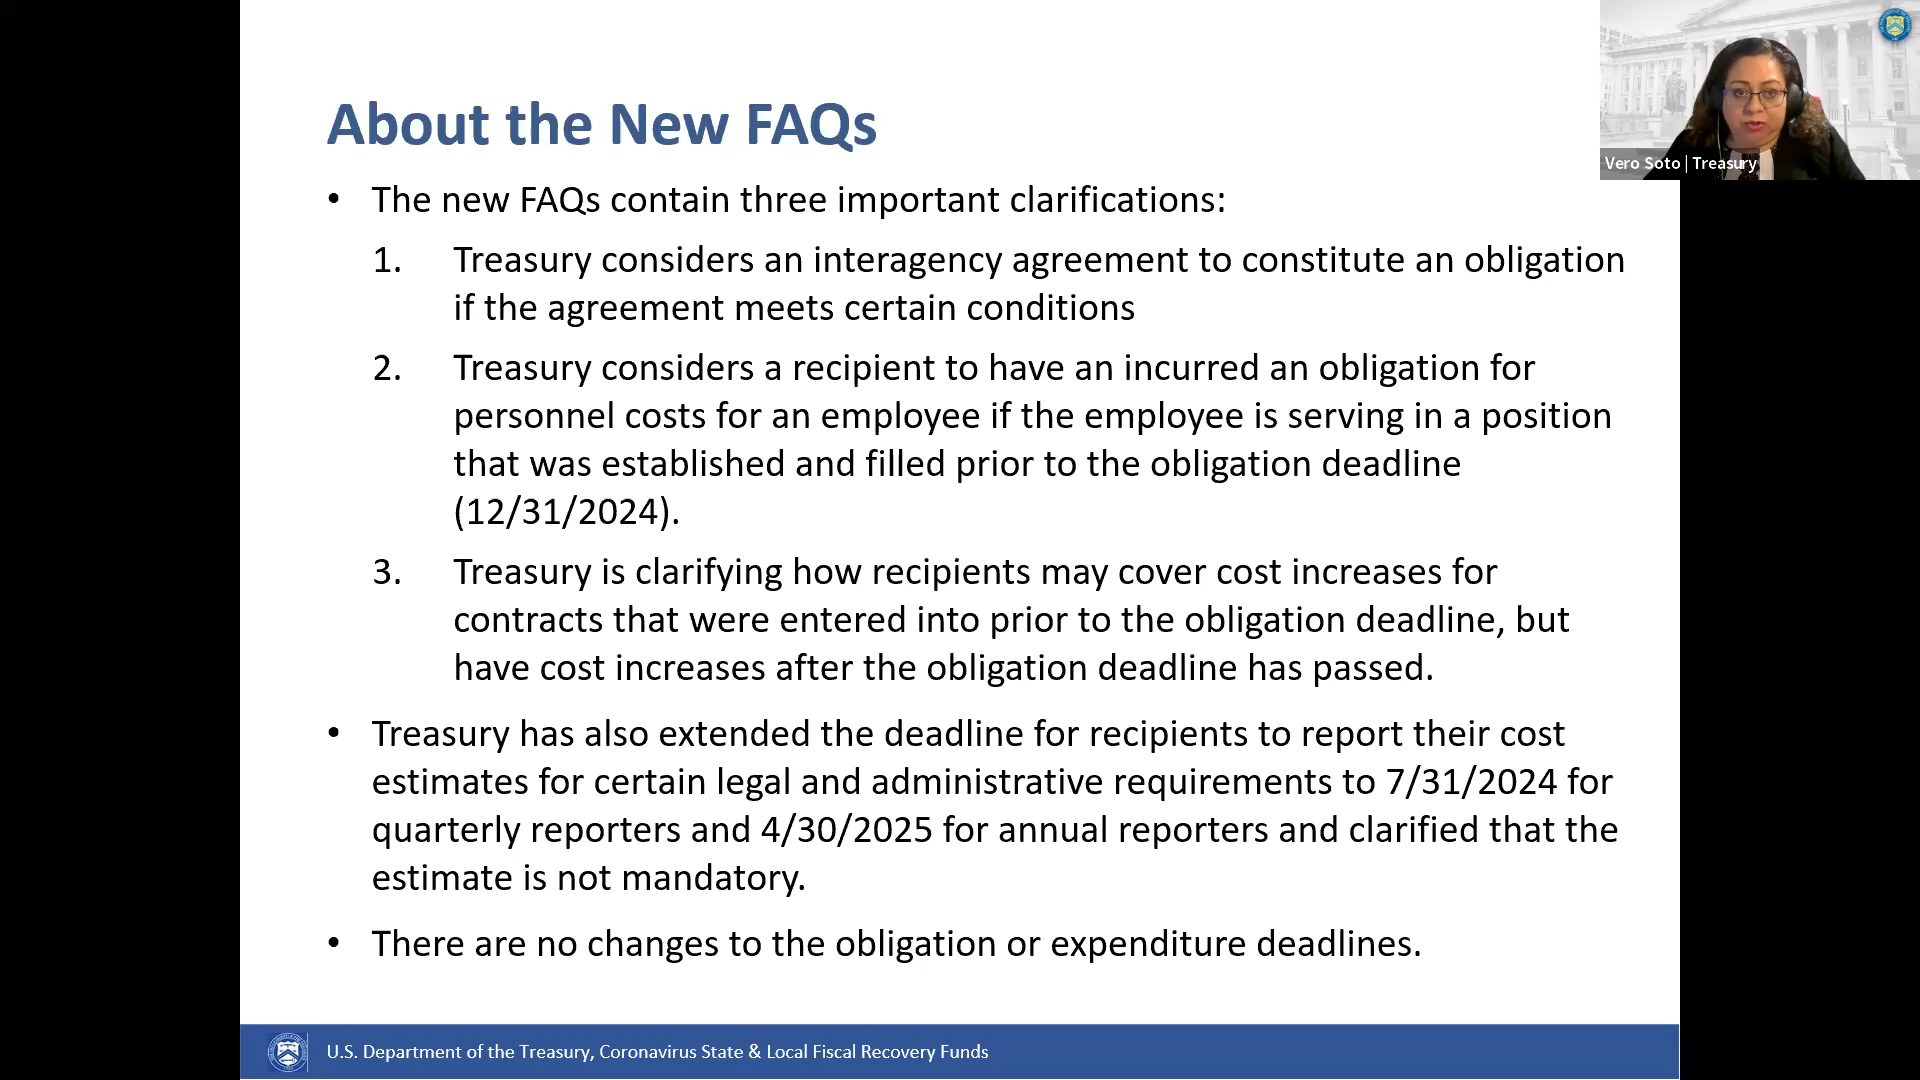 About the New FAQs
Vero Soto | Treasury
• The new FAQs contain three important clarifications:
1. Treasury considers an interagency agreement to constitute an obligation
if the agreement meets certain conditions
2. Treasury considers a recipient to have an incurred an obligation for
personnel costs for an employee if the employee is serving in a position
that was established and filled prior to the obligation deadline
(12/31/2024).
3. Treasury is clarifying how recipients may cover cost increases for
contracts that were entered into prior to the obligation deadline, but
have cost increases after the obligation deadline has passed.
• Treasury has also extended the deadline for recipients to report their cost
estimates for certain legal and administrative requirements to 7/31/2024 for
quarterly reporters and 4/30/2025 for annual reporters and clarified that the
estimate is not mandatory.
• There are no changes to the obligation or expenditure deadlines.
U.S. Department of the Treasury, Coronavirus State & Local Fiscal Recovery Funds